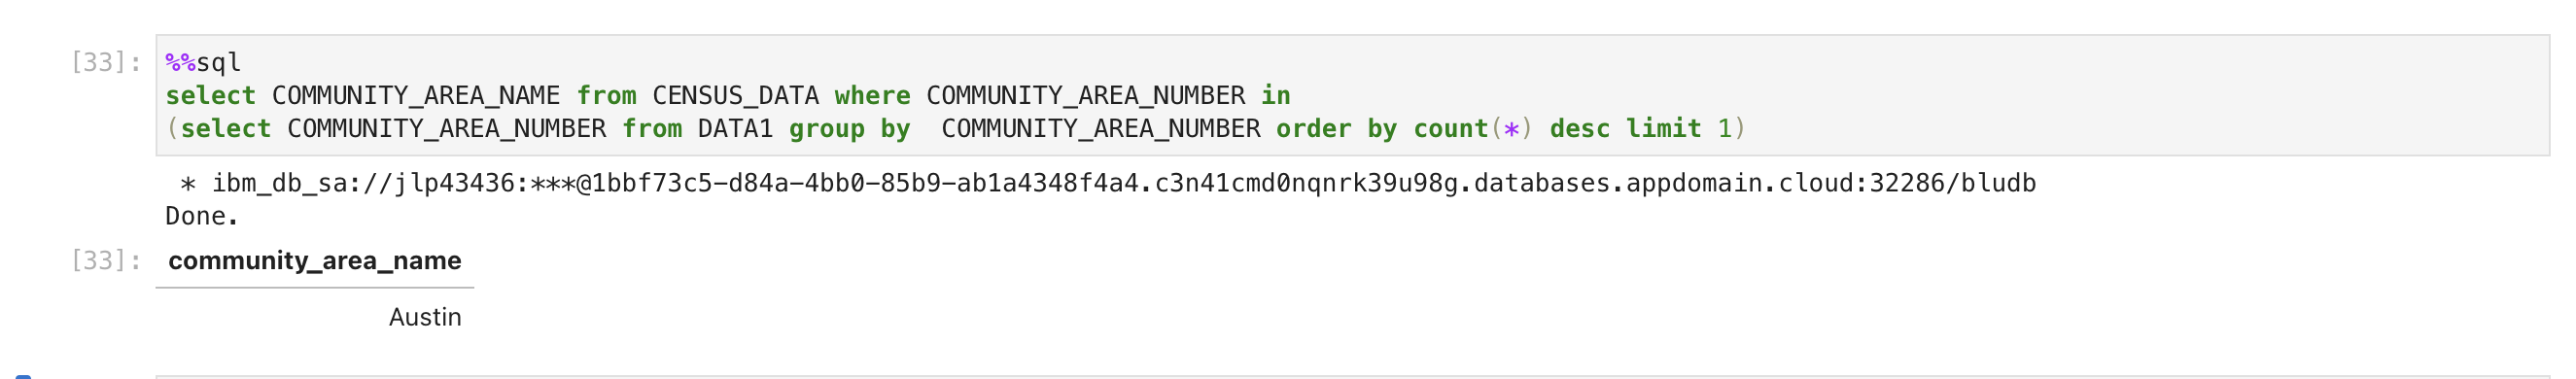 [33]: %%sql
select COMMUNITY_AREA_NAME from CENSUS_DATA where COMMUNITY_AREA_NUMBER in
(select COMMUNITY_AREA_NUMBER from DATA1 group by  COMMUNITY_AREA_NUMBER order by count(*) desc limit 1)
* ibm_db_sa://jlp43436:***@1bbf73c5-d84a-4bb0-85b9-ab1a4348f4a4.c3n41cmd0nqnrk39u98g.databases.appdomain.cloud:32286/bludb
Done.
[33]: community_area_name
Austin